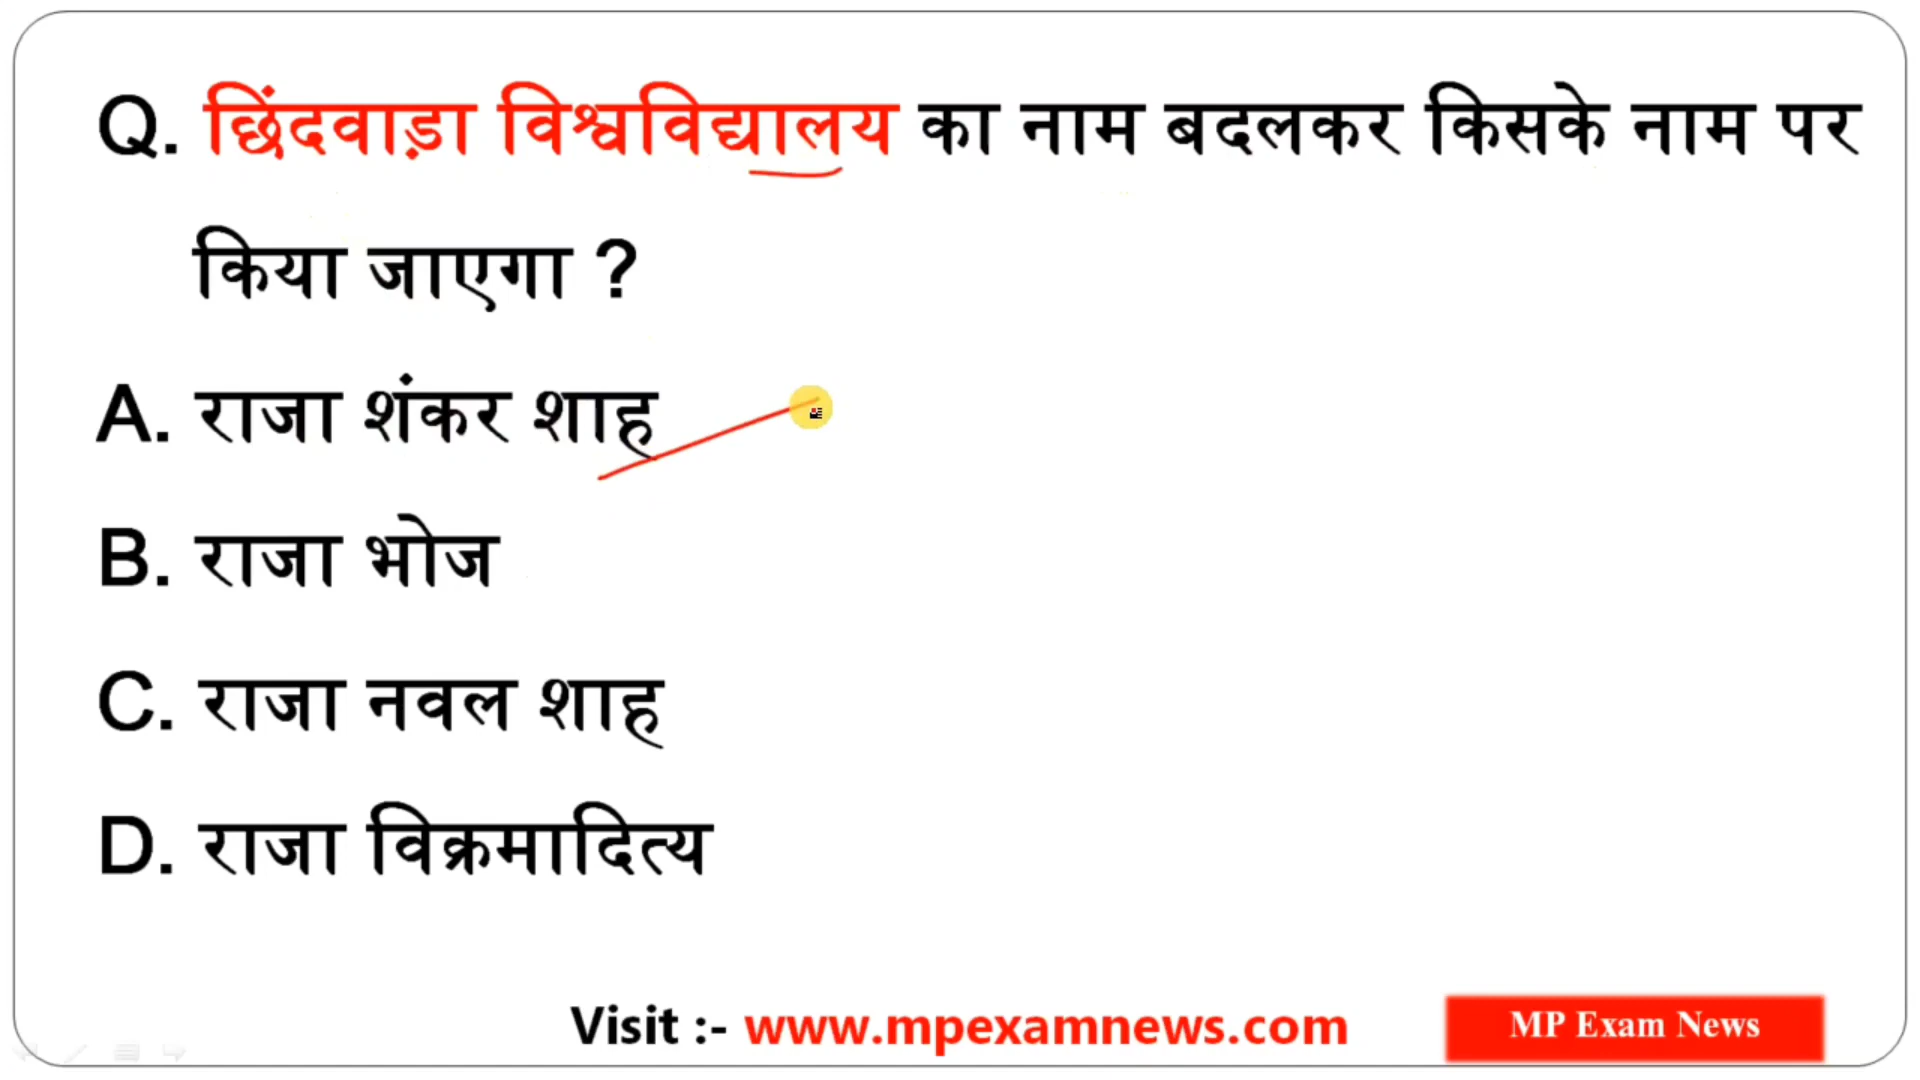 Q. छिंदवाड़ा विश्वविद्यालय का नाम बदलकर किसके नाम पर
किया जाएगा ?
A. राजा शंकर शाह
B. राजा भोज
C. राजा नवल शाह
D. राजा विक्रमादित्य
Visit :- www.mpexamnews.com
MP Exam News